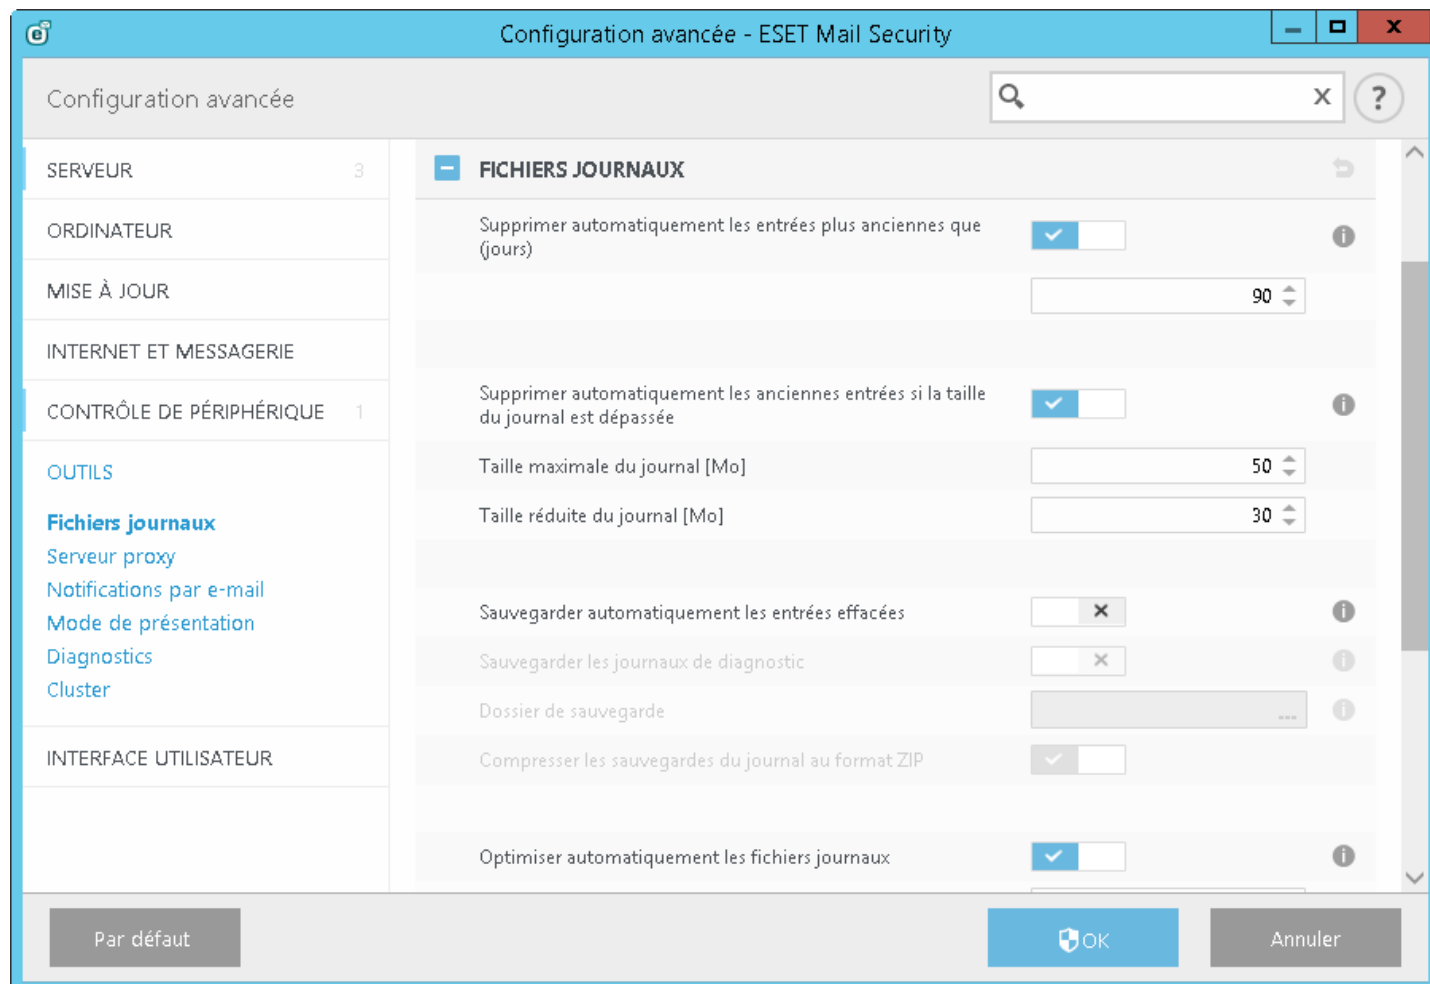 Configuration avancée - ESET Mail Security
Configuration avancée
?
SERVEUR 3
ORDINATEUR
MISE À JOUR
INTERNET ET MESSAGERIE
CONTRÔLE DE PÉRIPHÉRIQUE 1
OUTILS
Fichiers journaux
Serveur proxy
Notifications par e-mail
Mode de présentation
Diagnostics
Cluster
INTERFACE UTILISATEUR
FICHIERS JOURNAUX
Supprimer automatiquement les entrées plus anciennes que
(jours)
90
Supprimer automatiquement les anciennes entrées si la taille
du journal est dépassée
Taille maximale du journal [Mo] 50
Taille réduite du journal [Mo] 30
Sauvegarder automatiquement les entrées effacées
Sauvegarder les journaux de diagnostic
Dossier de sauvegarde ...
Compresser les sauvegardes du journal au format ZIP
Optimiser automatiquement les fichiers journaux
Par défaut
OK
Annuler